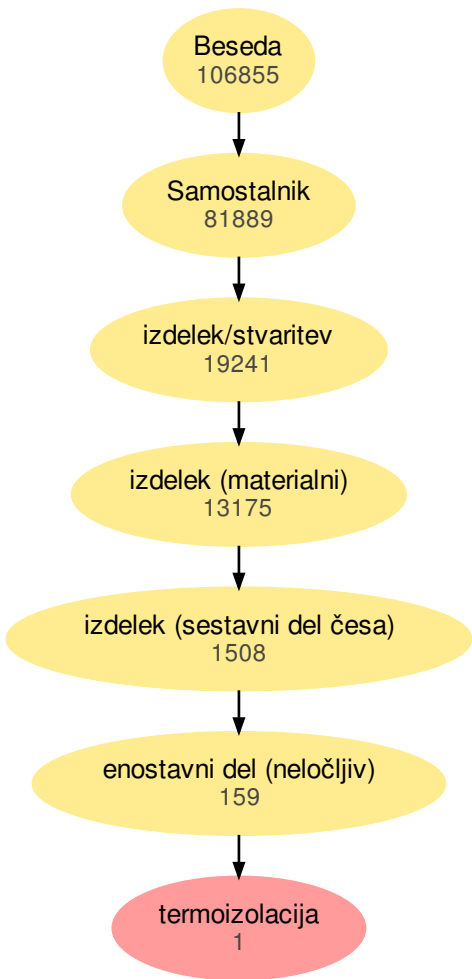 Beseda
106855
Samostalnik
81889
izdelek/stvaritev
19241
izdelek (materialni)
13175
izdelek (sestavni del česa)
1508
enostavni del (neločljiv)
159
termoizolacija
1